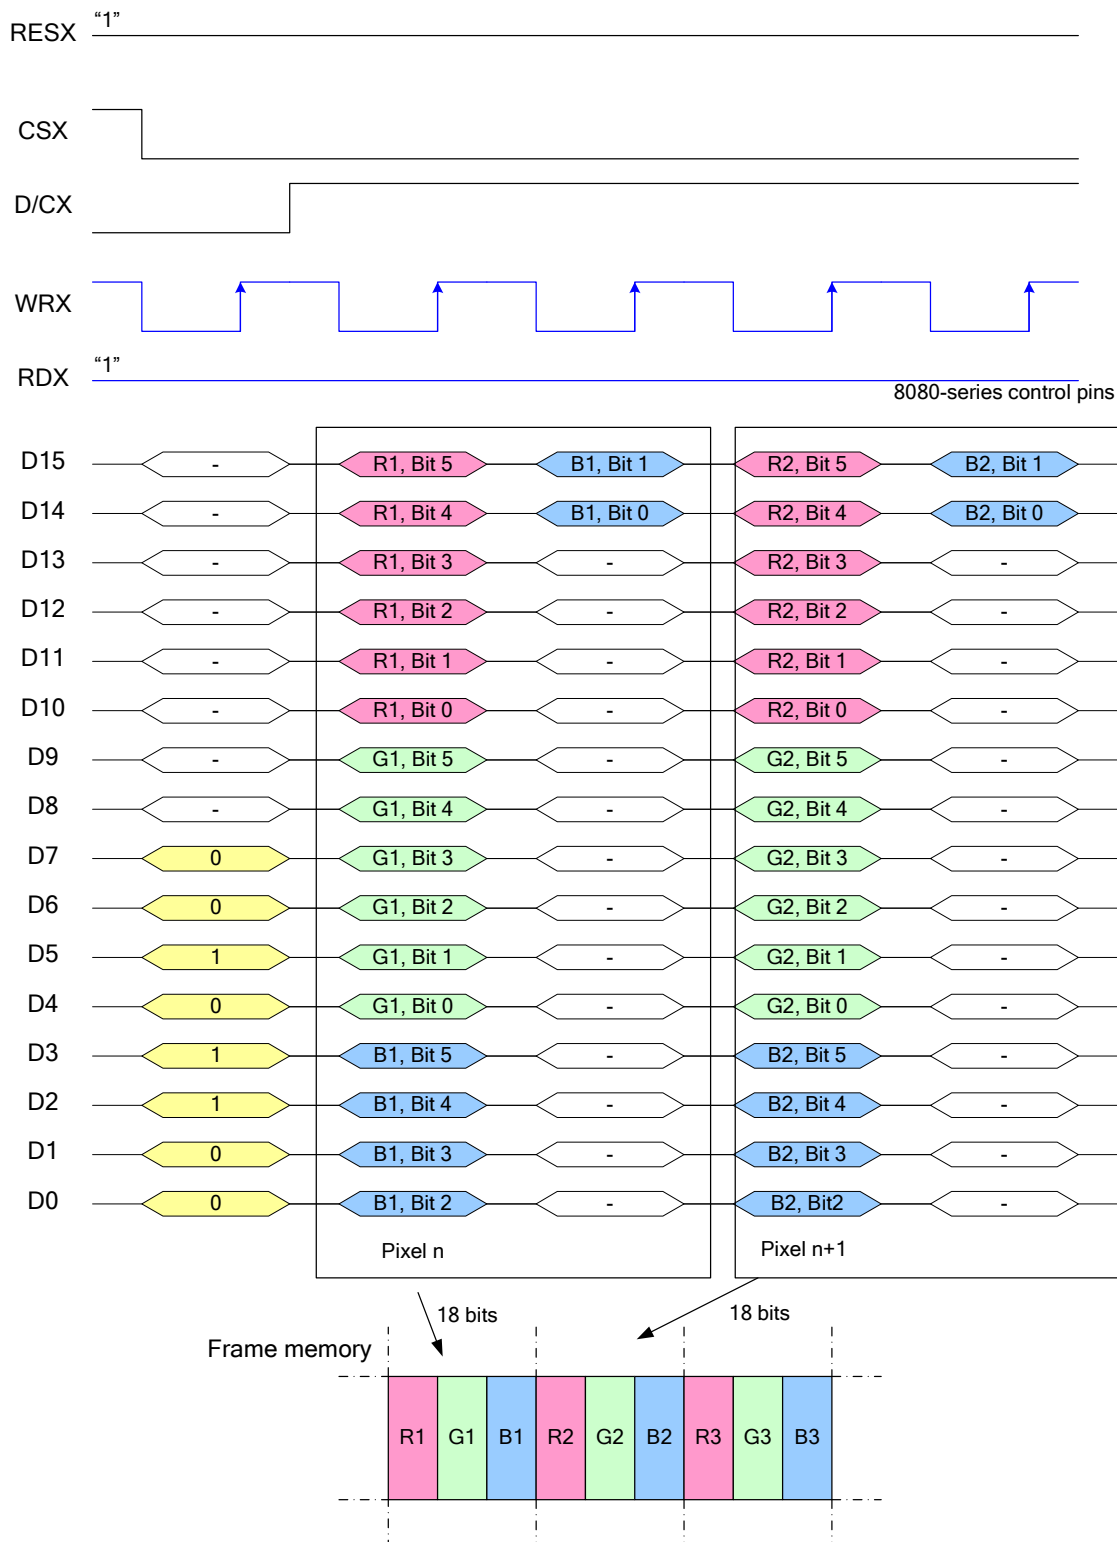 RESX “1”
CSX
D/CX
WRX
RDX “1”
8080-series control pins
D15 - R1, Bit 5 B1, Bit 1 R2, Bit 5 B2, Bit 1
D14 - R1, Bit 4 B1, Bit 0 R2, Bit 4 B2, Bit 0
D13 - R1, Bit 3 - R2, Bit 3 -
D12 - R1, Bit 2 - R2, Bit 2 -
D11 - R1, Bit 1 - R2, Bit 1 -
D10 - R1, Bit 0 - R2, Bit 0 -
D9 - G1, Bit 5 - G2, Bit 5 -
D8 - G1, Bit 4 - G2, Bit 4 -
D7 0 G1, Bit 3 - G2, Bit 3 -
D6 0 G1, Bit 2 - G2, Bit 2 -
D5 1 G1, Bit 1 - G2, Bit 1 -
D4 0 G1, Bit 0 - G2, Bit 0 -
D3 1 B1, Bit 5 - B2, Bit 5 -
D2 1 B1, Bit 4 - B2, Bit 4 -
D1 0 B1, Bit 3 - B2, Bit 3 -
D0 0 B1, Bit 2 - B2, Bit2 -
Pixel n Pixel n+1
18 bits 18 bits
Frame memory
R1 G1 B1 R2 G2 B2 R3 G3 B3